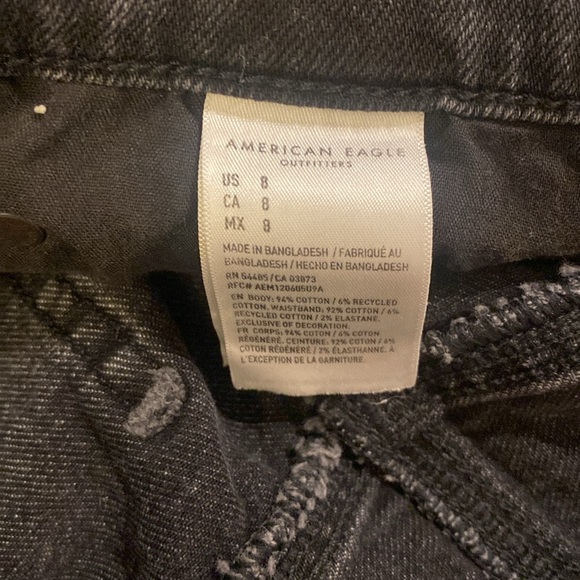 AMERICAN EAGLE
OUTFITTERS
US 8
CA 8
MX 8
MADE IN BANGLADESH / FABRIQUÉ AU
BANGLADESH / HECHO EN BANGLADESH
RN 54485 / CA 03873
RFC# AEM120605U9A
EN BODY: 94% COTTON / 6% RECYCLED
COTTON, WAISTBAND: 92% COTTON / 6%
RECYCLED COTTON / 2% ELASTANE.
EXCLUSIVE OF DECORATION.
FR CORPS: 94% COTON / 6% COTON
RÉGÉNÉRÉ, CEINTURE: 92% COTON / 6%
COTON RÉGÉNÉRÉ / 2% ÉLASTHANNE. À
L'EXCEPTION DE LA GARNITURE.